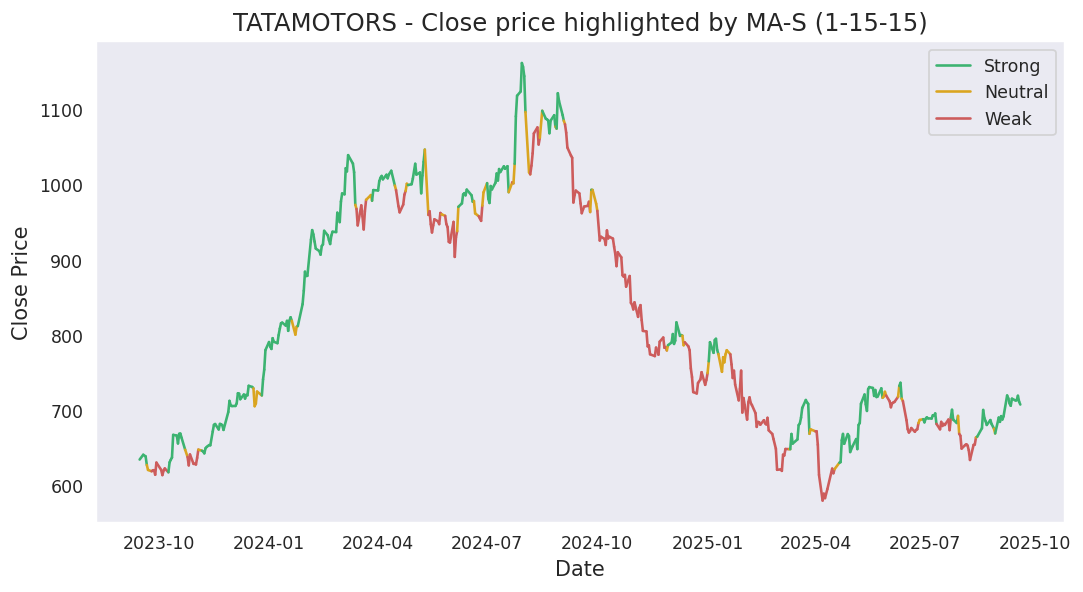 TATAMOTORS - Close price highlighted by MA-S (1-15-15)
Strong
Neutral
Weak
1100
1000
900
800
700
600
Close Price
2023-10 2024-01 2024-04 2024-07 2024-10 2025-01 2025-04 2025-07 2025-10
Date